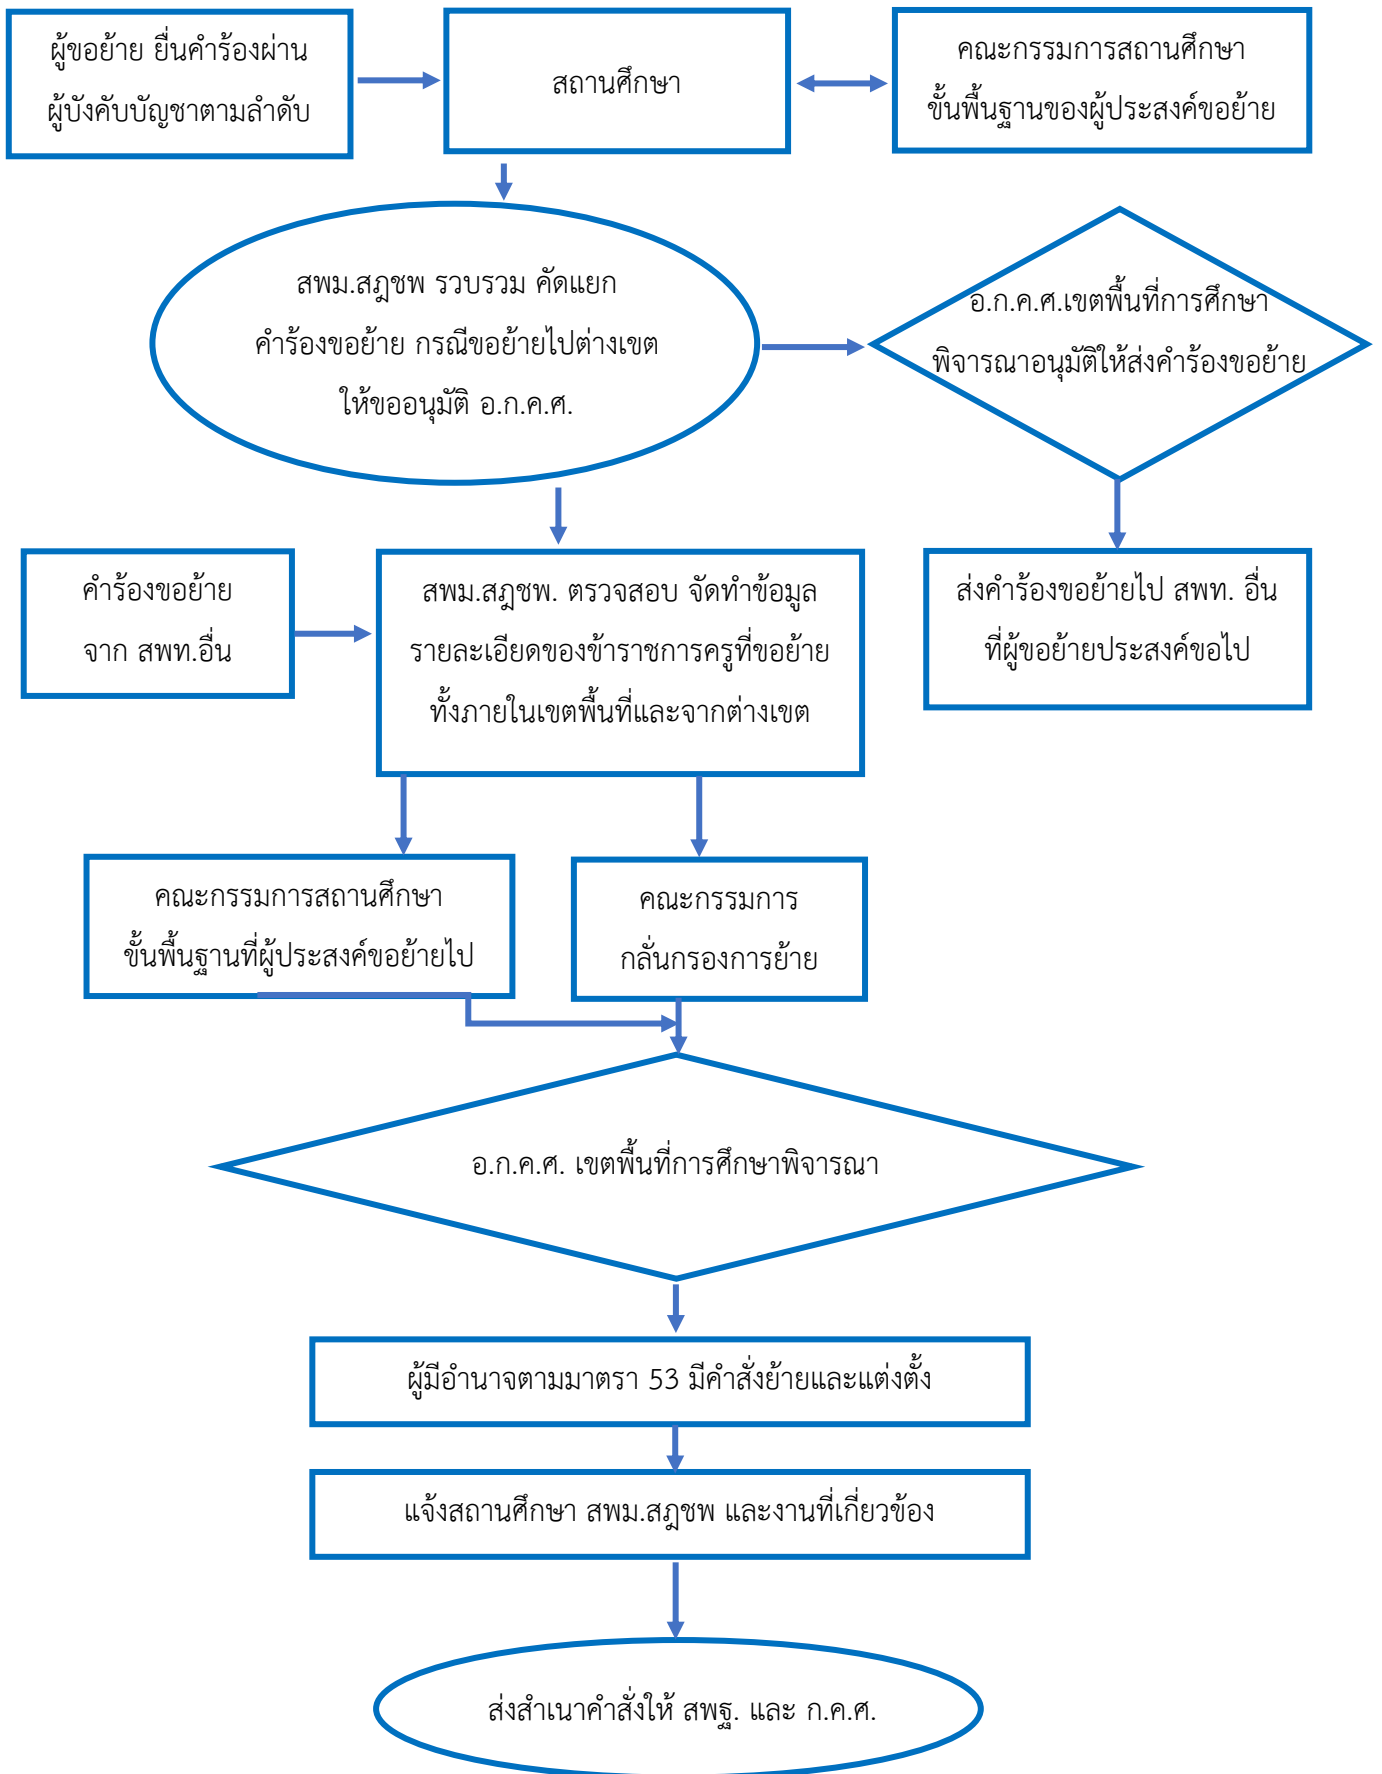 ผู้ขอย้าย ยื่นคำร้องผ่าน
ผู้บังคับบัญชาตามลำดับ
สถานศึกษา
คณะกรรมการสถานศึกษา
ขั้นพื้นฐานของผู้ประสงค์ขอย้าย
สพม.สฎชพ รวบรวม คัดแยก
คำร้องขอย้าย กรณีขอย้ายไปต่างเขต
ให้ขออนุมัติ อ.ก.ค.ศ.
อ.ก.ค.ศ.เขตพื้นที่การศึกษา
พิจารณาอนุมัติให้ส่งคำร้องขอย้าย
คำร้องขอย้าย
จาก สพท.อื่น
สพม.สฎชพ. ตรวจสอบ จัดทำข้อมูล
รายละเอียดของข้าราชการครูที่ขอย้าย
ทั้งภายในเขตพื้นที่และจากต่างเขต
ส่งคำร้องขอย้ายไป สพท. อื่น
ที่ผู้ขอย้ายประสงค์ขอไป
คณะกรรมการสถานศึกษา
ขั้นพื้นฐานที่ผู้ประสงค์ขอย้ายไป
คณะกรรมการ
กลั่นกรองการย้าย
อ.ก.ค.ศ. เขตพื้นที่การศึกษาพิจารณา
ผู้มีอำนาจตามมาตรา 53 มีคำสั่งย้ายและแต่งตั้ง
แจ้งสถานศึกษา สพม.สฎชพ และงานที่เกี่ยวข้อง
ส่งสำเนาคำสั่งให้ สพฐ. และ ก.ค.ศ.